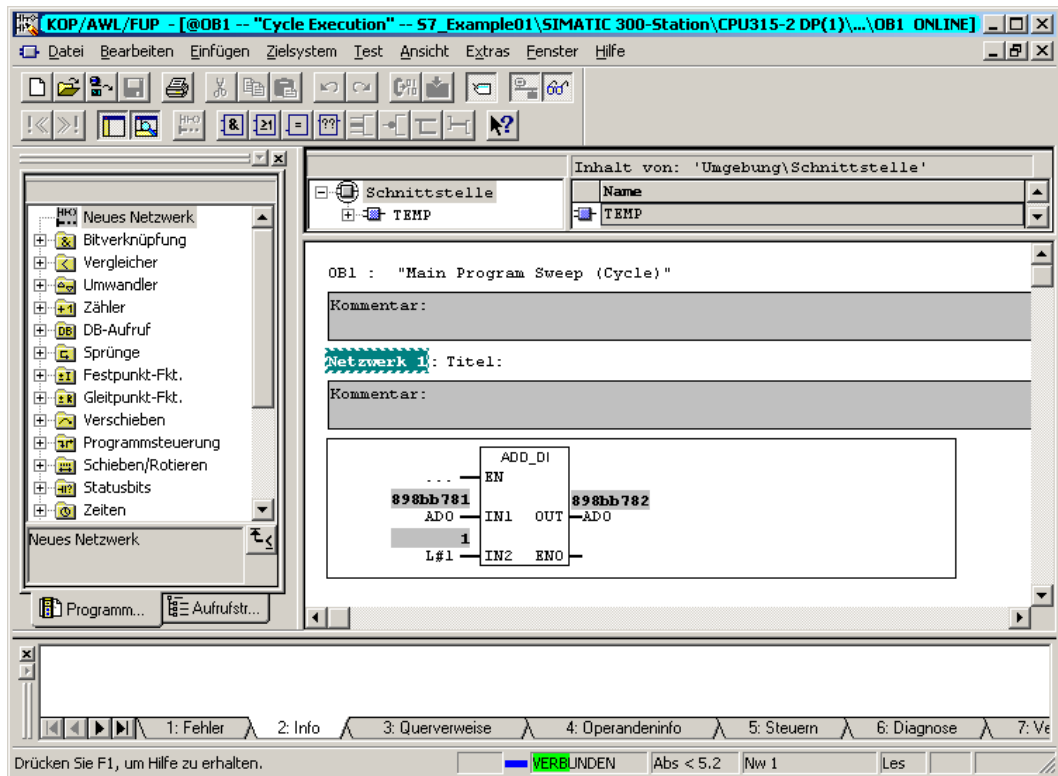 KOP/AWL/FUP - [@OB1 -- "Cycle Execution" -- S7_Example01\SIMATIC 300-Station\CPU315-2 DP(1)\...\OB1 ONLINE]
Datei Bearbeiten Einfügen Zielsystem Test Ansicht Extras Fenster Hilfe
Neues Netzwerk
Bitverknüpfung
Vergleicher
Umwandler
Zähler
DB-Aufruf
Sprünge
Festpunkt-Fkt.
Gleitpunkt-Fkt.
Verschieben
Programmsteuerung
Schieben/Rotieren
Statusbits
Zeiten
Neues Netzwerk
Programm... Aufrufstr...
Inhalt von: 'Umgebung\Schnittstelle'
Schnittstelle
TEMP
Name
TEMP
OB1 : "Main Program Sweep (Cycle)"
Kommentar:
Netzwerk 1: Titel:
Kommentar:
ADD_DI
... EN
898bb781 898bb782
AD0 IN1 OUT AD0
1
L#1 IN2 ENO
1: Fehler 2: Info 3: Querverweise 4: Operandeninfo 5: Steuern 6: Diagnose 7: Ve
Drücken Sie F1, um Hilfe zu erhalten. VERBUNDEN Abs < 5.2 Nw 1 Les